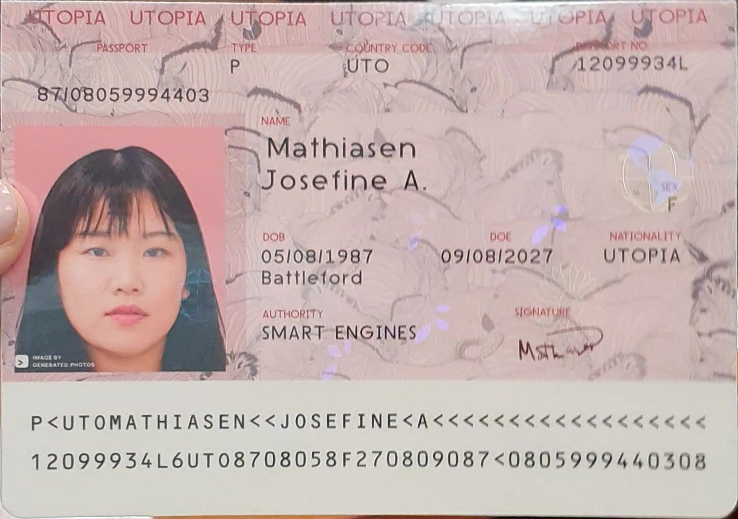 UTOPIA UTOPIA UTOPIA UTOPIA UTOPIA UTOPIA UTOPIA
PASSPORT TYPE COUNTRY CODE PASSPORT NO.
P UTO 12099934L
87/08059994403
NAME
Mathiasen
Josefine A.
SEX
F
DOB DOE NATIONALITY
05/08/1987 09/08/2027 UTOPIA
Battleford
AUTHORITY SIGNATURE
SMART ENGINES
IMAGE BY
GENERATED.PHOTOS
P<UTOMATHIASEN<<JOSEFINE<A<<<<<<<<<<<<<<<<<<
12099934L6UTO8708058F270809087<0805999440308